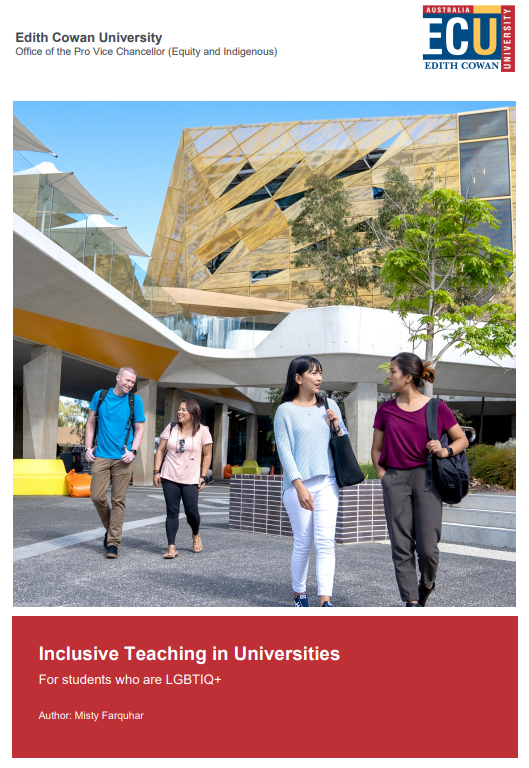 Edith Cowan University
Office of the Pro Vice Chancellor (Equity and Indigenous)
AUSTRALIA
ECU
EDITH COWAN
UNIVERSITY
Inclusive Teaching in Universities
For students who are LGBTIQ+
Author: Misty Farquhar